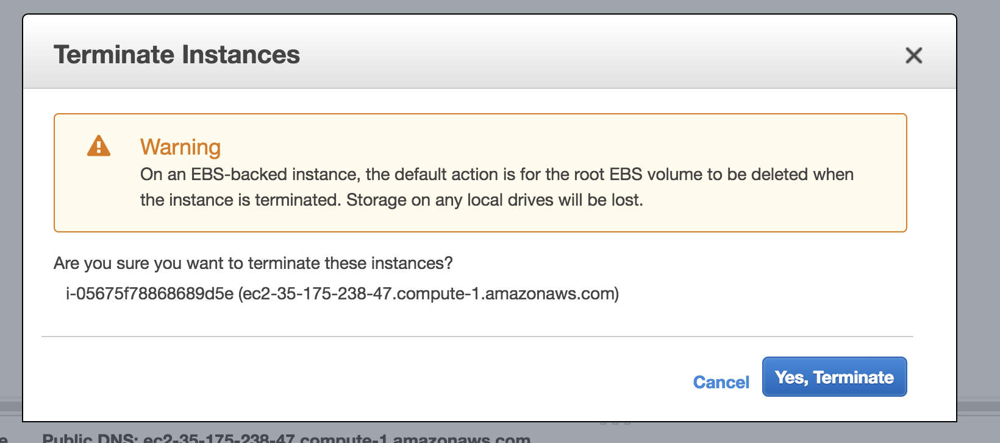 Terminate Instances
Warning
On an EBS-backed instance, the default action is for the root EBS volume to be deleted when
the instance is terminated. Storage on any local drives will be lost.
Are you sure you want to terminate these instances?
i-05675f78868689d5e (ec2-35-175-238-47.compute-1.amazonaws.com)
Cancel
Yes, Terminate
Public DNS: ec2-35-175-238-47.compute-1.amazonaws.com